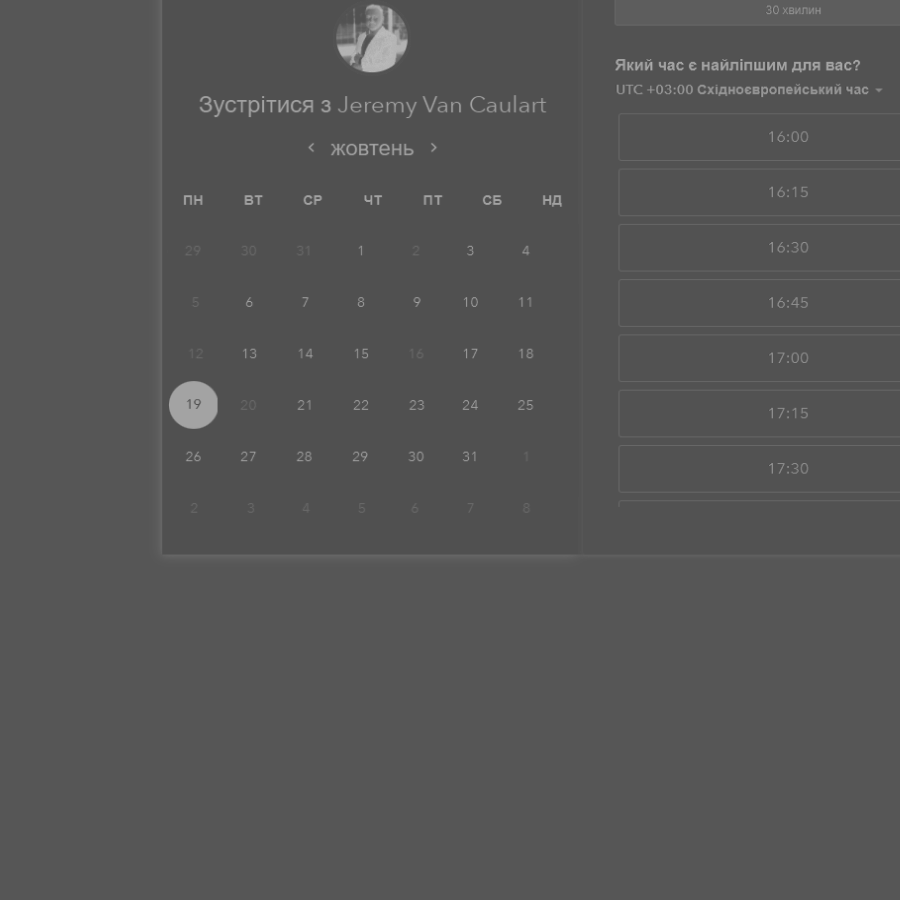 Зустрітися з Jeremy Van Caulart
< жовтень >
ПН ВТ СР ЧТ ПТ СБ НД
29 30 31 1 2 3 4
5 6 7 8 9 10 11
12 13 14 15 16 17 18
19 20 21 22 23 24 25
26 27 28 29 30 31 1
2 3 4 5 6 7 8
30 хвилин
Який час є найліпшим для вас?
UTC +03:00 Східноєвропейський час
16:00
16:15
16:30
16:45
17:00
17:15
17:30